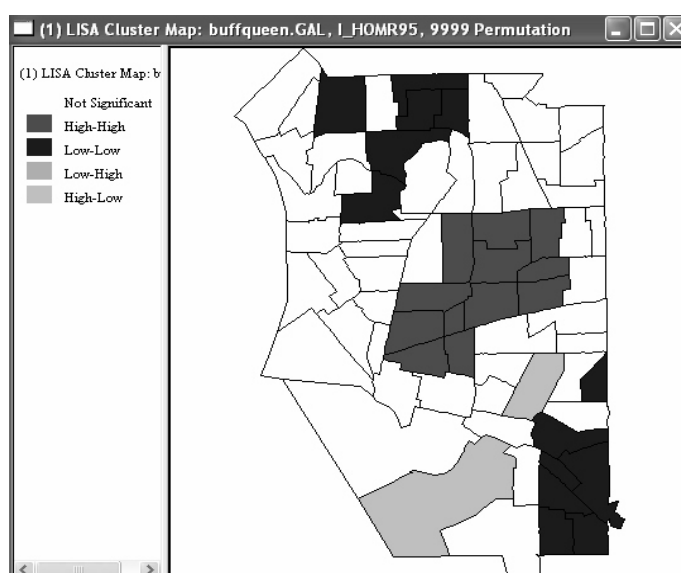 (1) LISA Cluster Map: buffqueen.GAL, I_HOMR95, 9999 Permutation
(1) LISA Cluster Map: b
Not Significant
High-High
Low-Low
Low-High
High-Low